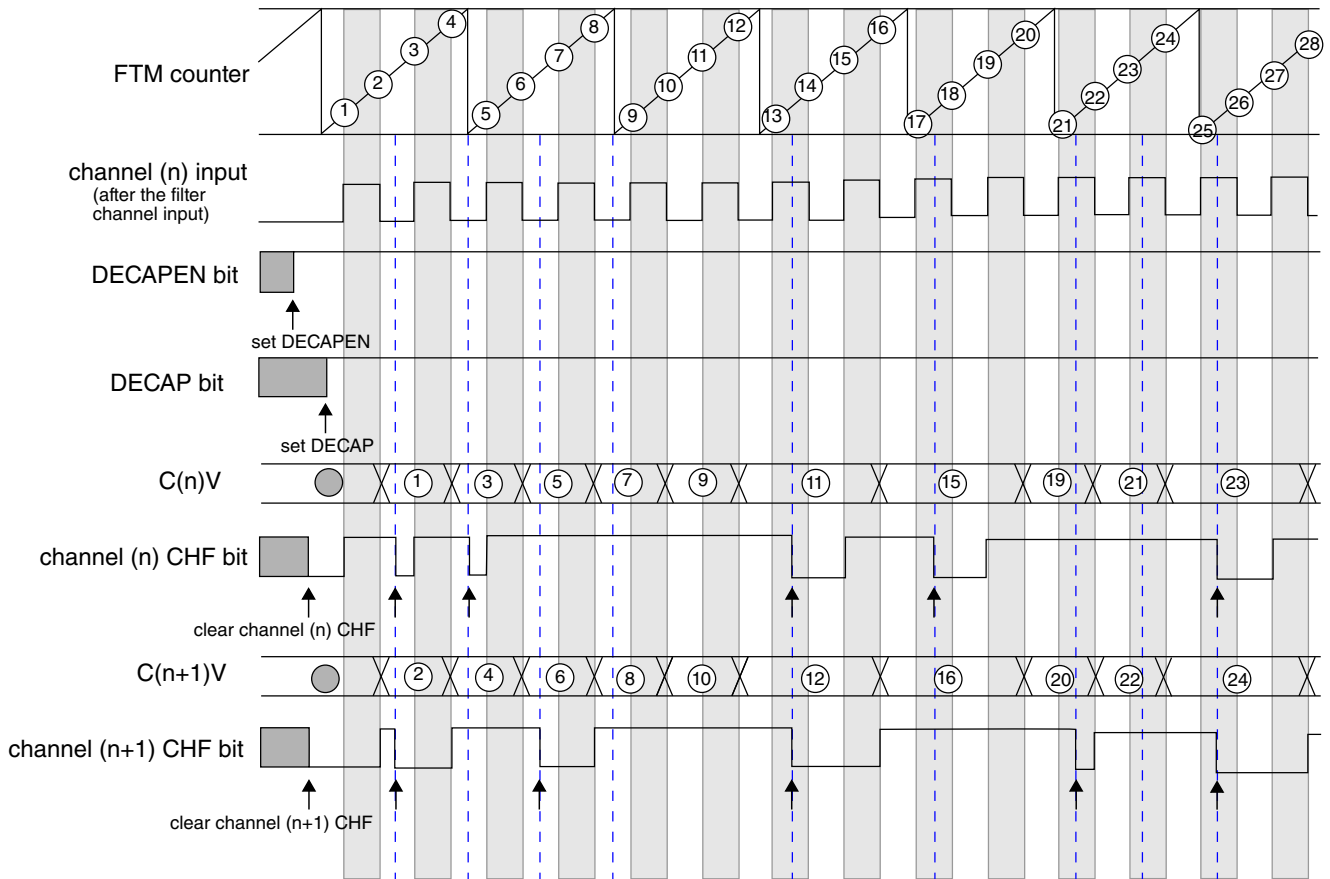 FTM counter
1 2 3 4 5 6 7 8 9 10 11 12 13 14 15 16 17 18 19 20 21 22 23 24 25 26 27 28
channel (n) input
(after the filter
channel input)
DECAPEN bit
set DECAPEN
DECAP bit
set DECAP
C(n)V 1 3 5 7 9 11 15 19 21 23
channel (n) CHF bit
clear channel (n) CHF
C(n+1)V 2 4 6 8 10 12 16 20 22 24
channel (n+1) CHF bit
clear channel (n+1) CHF